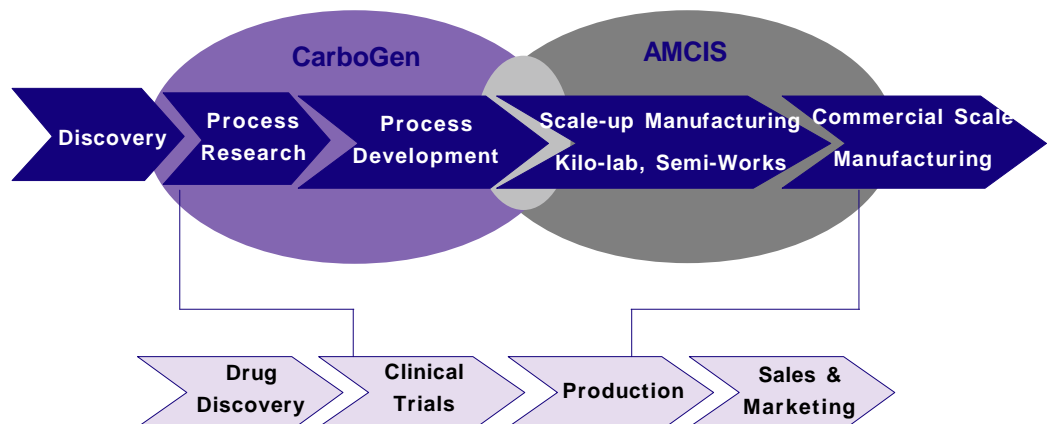 CarboGen
AMCIS
Discovery
Process
Research
Process
Development
Scale-up Manufacturing
Kilo-lab, Semi-Works
Commercial Scale
Manufacturing
Drug
Discovery
Clinical
Trials
Production
Sales &
Marketing